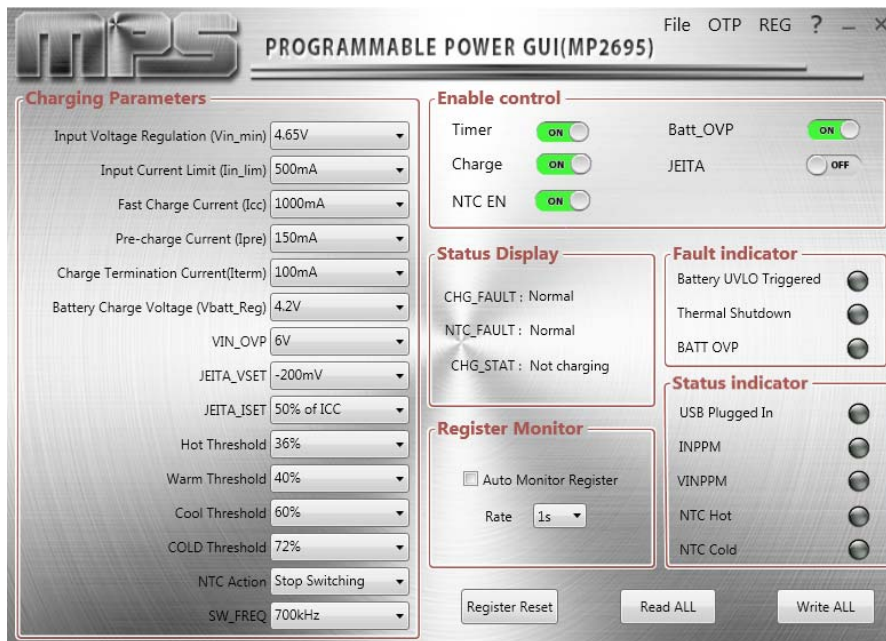 MPS
PROGRAMMABLE POWER GUI(MP2695)
File OTP REG ?
Charging Parameters
Input Voltage Regulation (Vin_min) 4.65V
Input Current Limit (Iin_lim) 500mA
Fast Charge Current (Icc) 1000mA
Pre-charge Current (Ipre) 150mA
Charge Termination Current(Iterm) 100mA
Battery Charge Voltage (Vbatt_Reg) 4.2V
VIN_OVP 6V
JEITA_VSET -200mV
JEITA_ISET 50% of ICC
Hot Threshold 36%
Warm Threshold 40%
Cool Threshold 60%
COLD Threshold 72%
NTC Action Stop Switching
SW_FREQ 700kHz
Enable control
Timer ON Batt_OVP ON
Charge ON JEITA OFF
NTC EN ON
Status Display
CHG_FAULT : Normal
NTC_FAULT : Normal
CHG_STAT : Not charging
Fault indicator
Battery UVLO Triggered
Thermal Shutdown
BATT OVP
Register Monitor
Auto Monitor Register
Rate 1s
Status indicator
USB Plugged In
INPPM
VINPPM
NTC Hot
NTC Cold
Register Reset Read ALL Write ALL